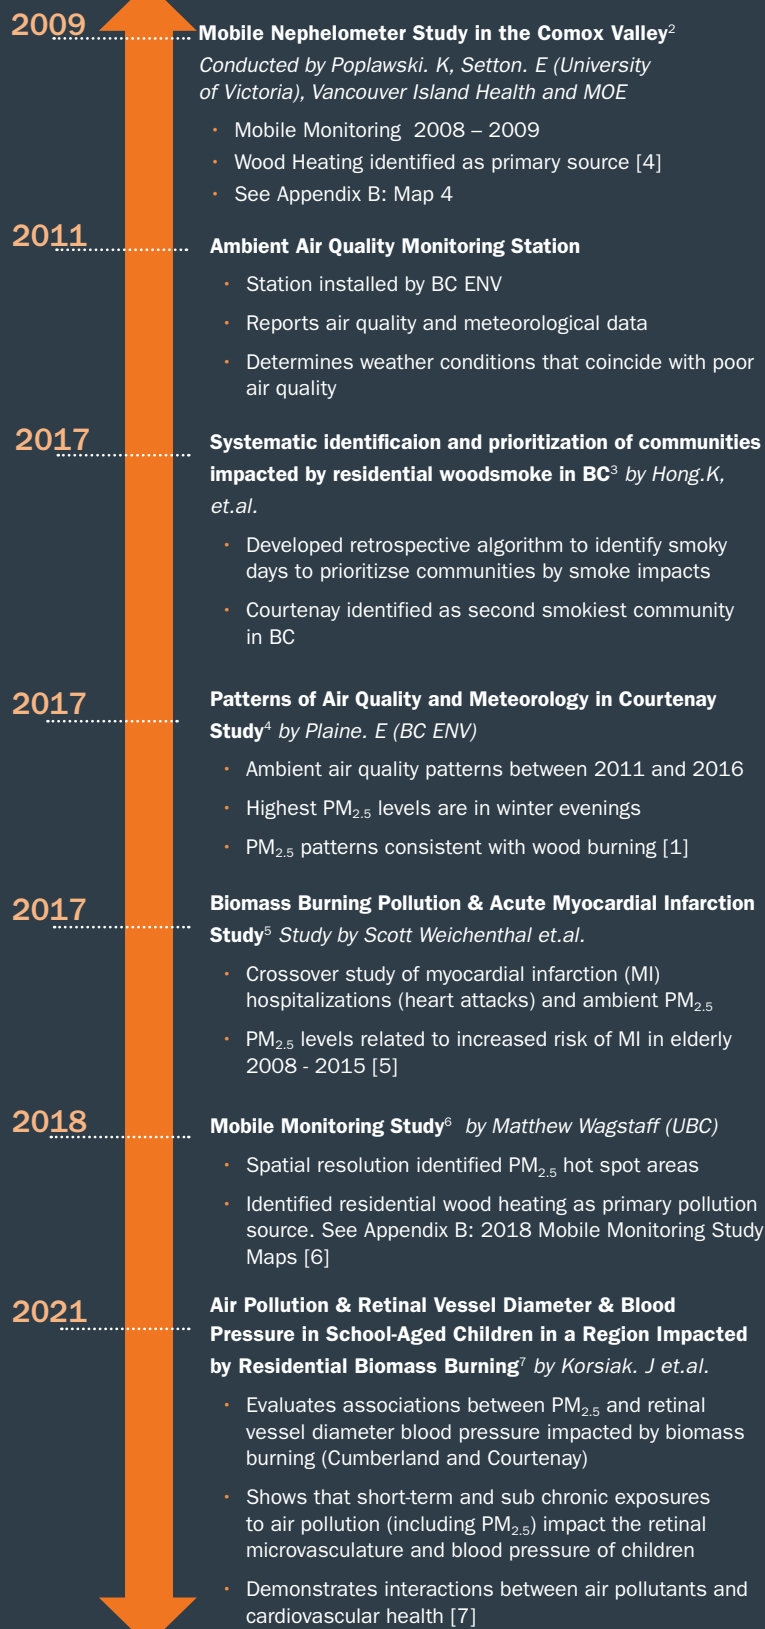 2009
Mobile Nephelometer Study in the Comox Valley2
Conducted by Poplawski. K, Setton. E (University
of Victoria), Vancouver Island Health and MOE
· Mobile Monitoring 2008 – 2009
· Wood Heating identified as primary source [4]
· See Appendix B: Map 4
2011
Ambient Air Quality Monitoring Station
· Station installed by BC ENV
· Reports air quality and meteorological data
· Determines weather conditions that coincide with poor
air quality
2017
Systematic identificaion and prioritization of communities
impacted by residential woodsmoke in BC3 by Hong.K,
et.al.
· Developed retrospective algorithm to identify smoky
days to prioritizse communities by smoke impacts
· Courtenay identified as second smokiest community
in BC
2017
Patterns of Air Quality and Meteorology in Courtenay
Study4 by Plaine. E (BC ENV)
· Ambient air quality patterns between 2011 and 2016
· Highest PM2.5 levels are in winter evenings
· PM2.5 patterns consistent with wood burning [1]
2017
Biomass Burning Pollution & Acute Myocardial Infarction
Study5 Study by Scott Weichenthal et.al.
· Crossover study of myocardial infarction (MI)
hospitalizations (heart attacks) and ambient PM2.5
· PM2.5 levels related to increased risk of MI in elderly
2008 - 2015 [5]
2018
Mobile Monitoring Study6 by Matthew Wagstaff (UBC)
· Spatial resolution identified PM2.5 hot spot areas
· Identified residential wood heating as primary pollution
source. See Appendix B: 2018 Mobile Monitoring Study
Maps [6]
2021
Air Pollution & Retinal Vessel Diameter & Blood
Pressure in School-Aged Children in a Region Impacted
by Residential Biomass Burning7 by Korsiak. J et.al.
· Evaluates associations between PM2.5 and retinal
vessel diameter blood pressure impacted by biomass
burning (Cumberland and Courtenay)
· Shows that short-term and sub chronic exposures
to air pollution (including PM2.5) impact the retinal
microvasculature and blood pressure of children
· Demonstrates interactions between air pollutants and
cardiovascular health [7]